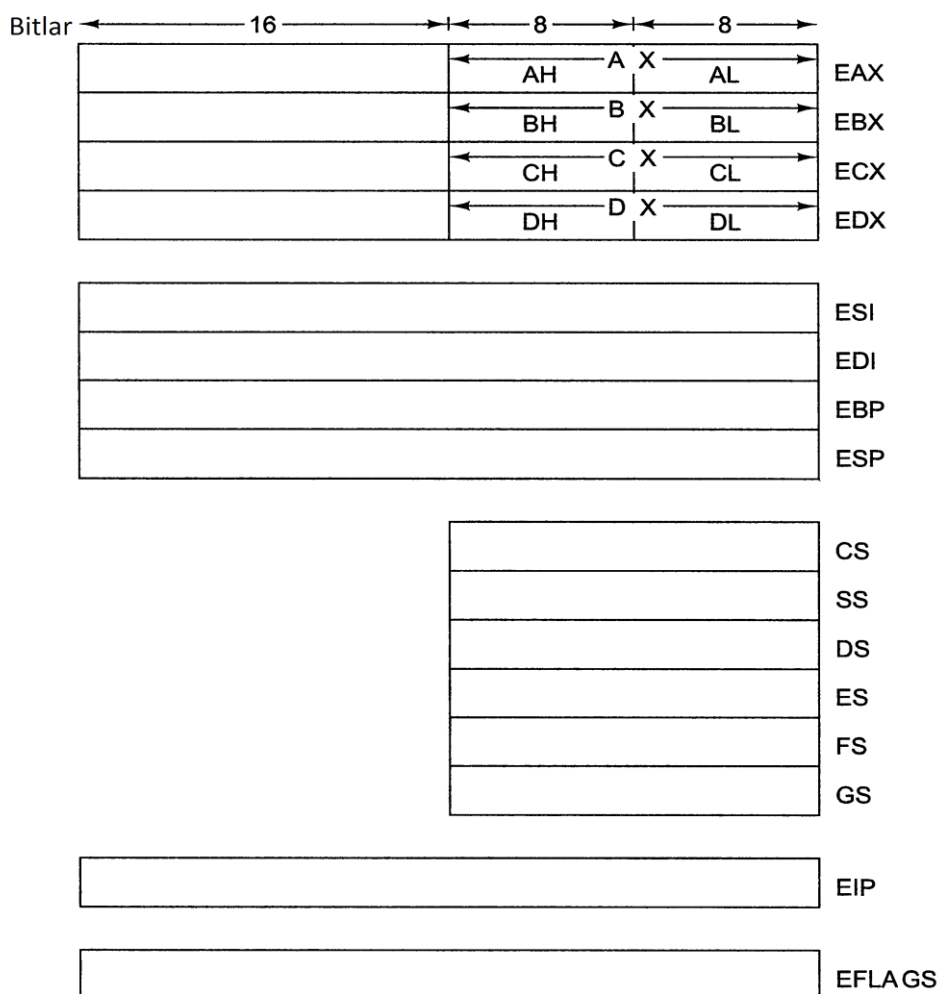 Bitlar 16 8 8
A X
AH AL EAX
B X
BH BL EBX
C X
CH CL ECX
D X
DH DL EDX
ESI
EDI
EBP
ESP
CS
SS
DS
ES
FS
GS
EIP
EFLAGS